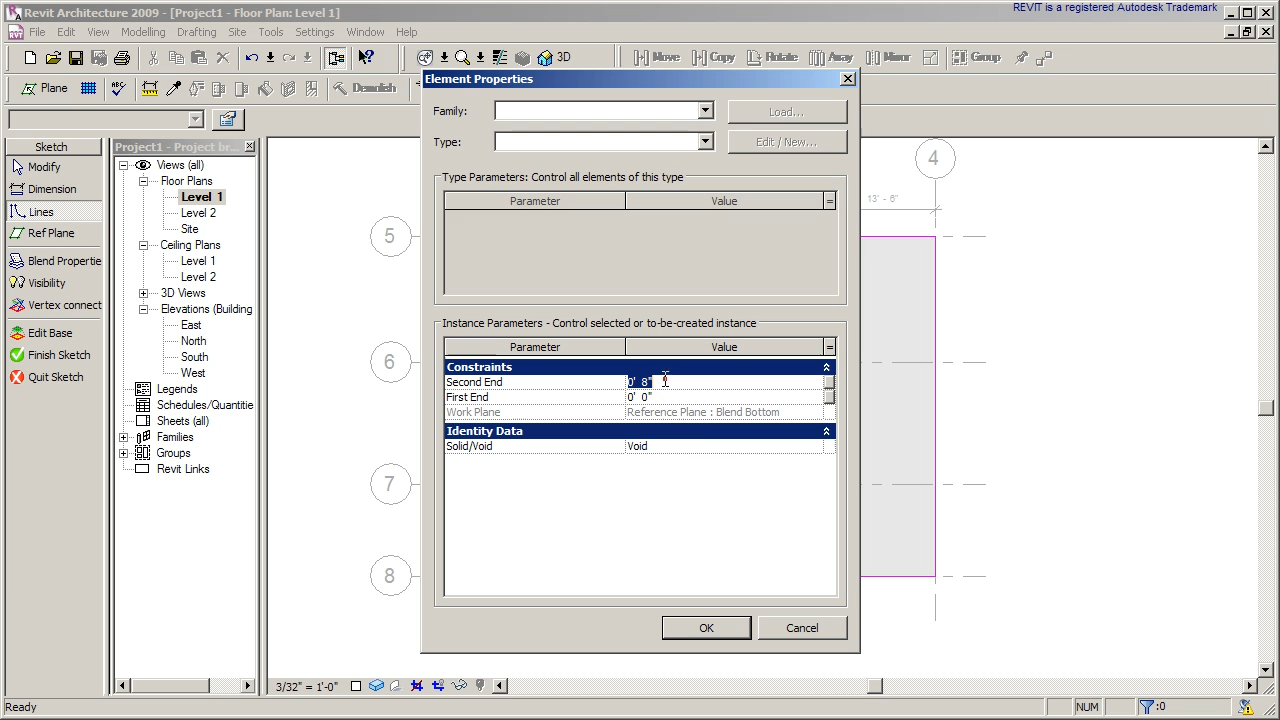 REVIT is a registered Autodesk Trademark
Revit Architecture 2009 - [Project1 - Floor Plan: Level 1]
File Edit View Modelling Drafting Site Tools Settings Window Help
3D Move Copy Rotate Array Mirror Group
Plane Demolish
Element Properties
Family: Load...
Type: Edit / New...
Type Parameters: Control all elements of this type
Parameter Value =
Instance Parameters - Control selected or to-be-created instance
Parameter Value =
Constraints
Second End 0' 8"
First End 0' 0"
Work Plane Reference Plane : Blend Bottom
Identity Data
Solid/Void Void
OK Cancel
Sketch
Modify
Dimension
Lines
Ref Plane
Blend Propertie
Visibility
Vertex connect
Edit Base
Finish Sketch
Quit Sketch
Project1 - Project br...
Views (all)
Floor Plans
Level 1
Level 2
Site
Ceiling Plans
Level 1
Level 2
3D Views
Elevations (Building
East
North
South
West
Legends
Schedules/Quantitie
Sheets (all)
Families
Groups
Revit Links
4
13' - 6"
5
6
7
8
3/32" = 1'-0"
Ready NUM :0